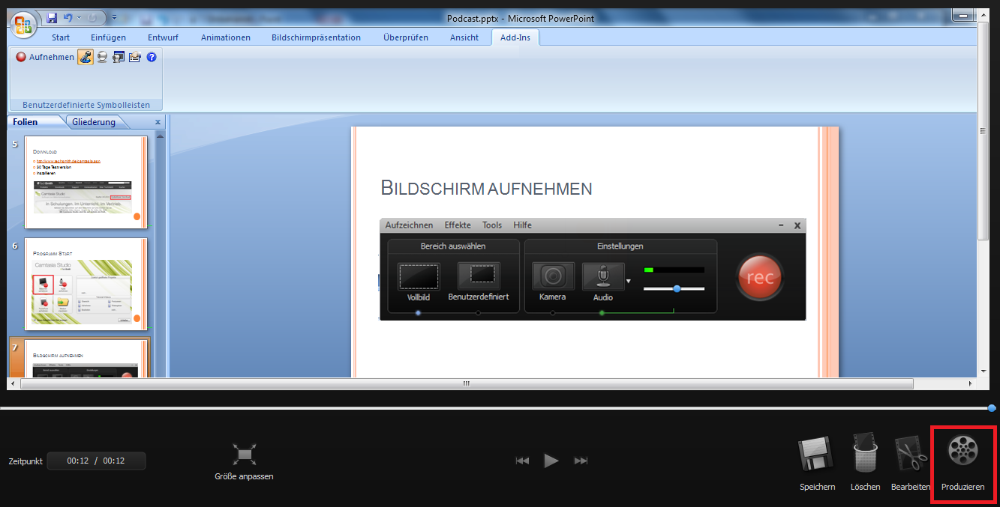 Podcast.pptx - Microsoft PowerPoint
Start Einfügen Entwurf Animationen Bildschirmpräsentation Überprüfen Ansicht Add-Ins
Aufnehmen
Benutzerdefinierte Symbolleisten
Folien Gliederung x
5
DOWNLOAD
30 Tage Testversion
Installieren
Camtasia Studio
In Schulungen. Im Unterricht. Im Vertrieb.
6
PROGRAMM START
Camtasia Studio
7
BILDSCHIRM AUFNEHMEN
BILDSCHIRM AUFNEHMEN
Aufzeichnen Effekte Tools Hilfe
Bereich auswählen Einstellungen
Vollbild Benutzerdefiniert Kamera Audio
rec
Zeitpunkt 00:12 / 00:12
Größe anpassen
Speichern Löschen Bearbeiten Produzieren